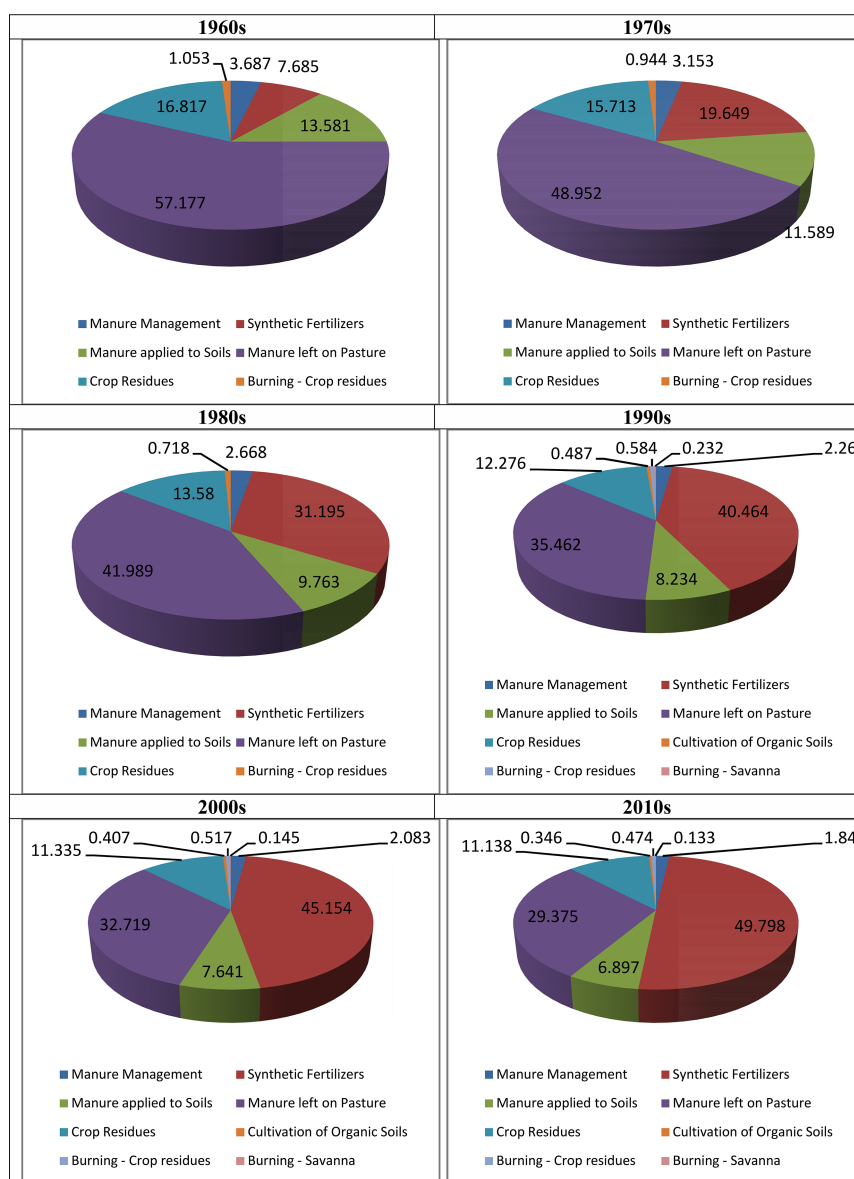 1960s
1970s
1.053 3.687 7.685
16.817
13.581
57.177
Manure Management Synthetic Fertilizers
Manure applied to Soils Manure left on Pasture
Crop Residues Burning - Crop residues
0.944 3.153
15.713
19.649
48.952
11.589
Manure Management Synthetic Fertilizers
Manure applied to Soils Manure left on Pasture
Crop Residues Burning - Crop residues
1980s
1990s
0.718 2.668
13.58
31.195
41.989
9.763
Manure Management Synthetic Fertilizers
Manure applied to Soils Manure left on Pasture
Crop Residues Burning - Crop residues
0.487 0.584 0.232 2.26
12.276
40.464
35.462
8.234
Manure Management Synthetic Fertilizers
Manure applied to Soils Manure left on Pasture
Crop Residues Cultivation of Organic Soils
Burning - Crop residues Burning - Savanna
2000s
2010s
0.407 0.517 0.145 2.083
11.335
45.154
32.719
7.641
Manure Management Synthetic Fertilizers
Manure applied to Soils Manure left on Pasture
Crop Residues Cultivation of Organic Soils
Burning - Crop residues Burning - Savanna
0.346 0.474 0.133 1.84
11.138
29.375
49.798
6.897
Manure Management Synthetic Fertilizers
Manure applied to Soils Manure left on Pasture
Crop Residues Cultivation of Organic Soils
Burning - Crop residues Burning - Savanna